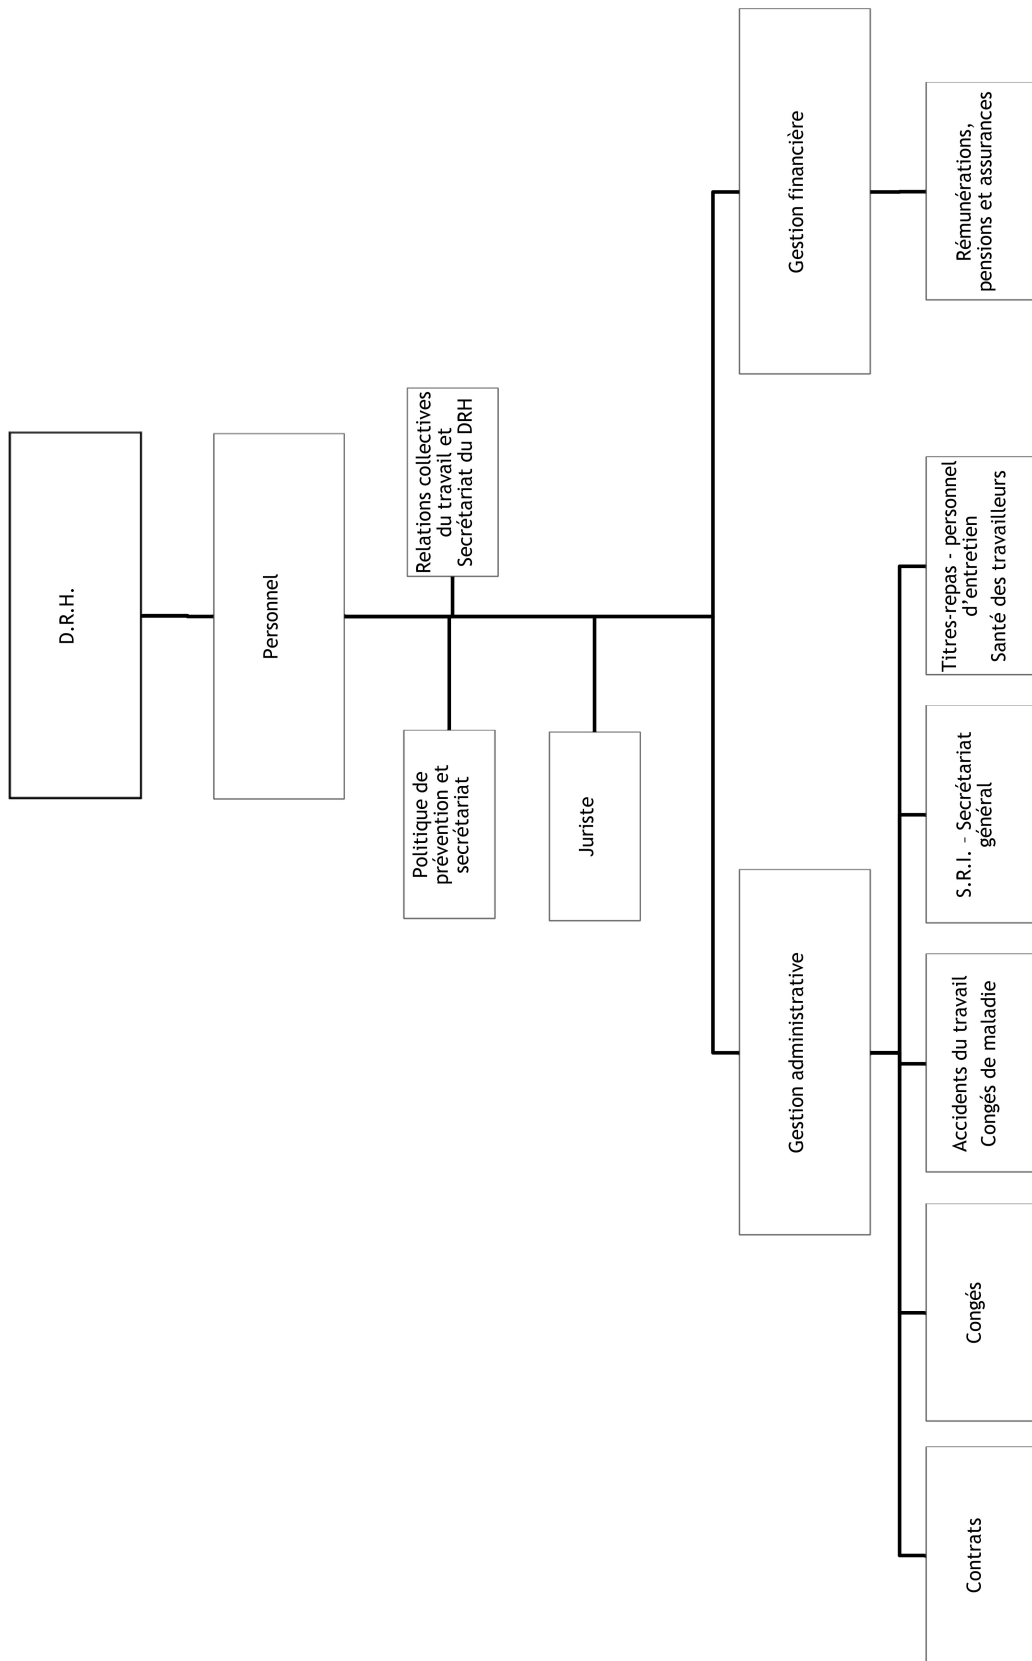 D.R.H.
Personnel
Politique de
prévention et
secrétariat
Relations collectives
du travail et
Secrétariat du DRH
Juriste
Gestion administrative
Gestion financière
Contrats
Congés
Accidents du travail
Congés de maladie
S.R.I. - Secrétariat
général
Titres-repas - personnel
d'entretien
Santé des travailleurs
Rémunérations,
pensions et assurances